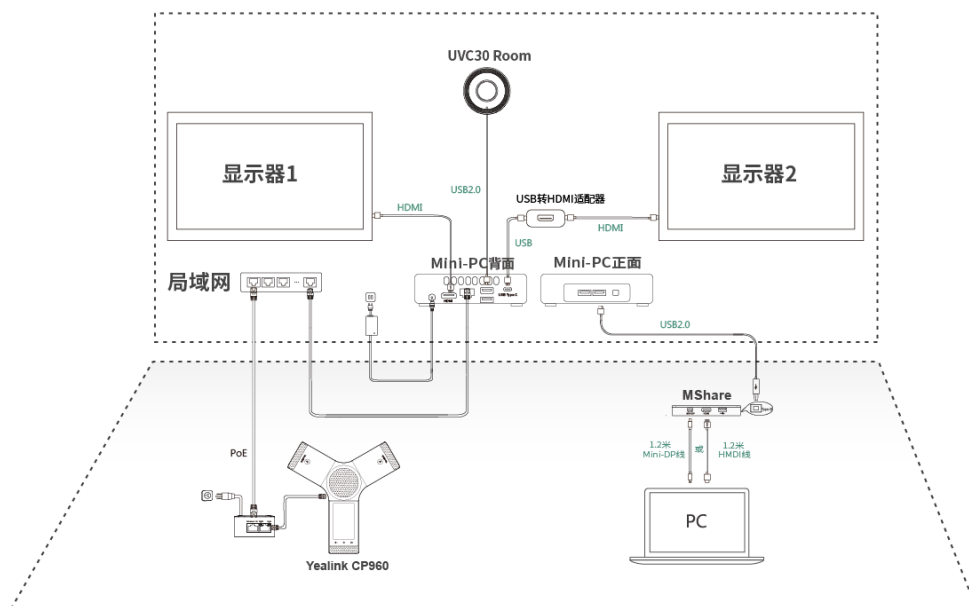 UVC30 Room
显示器1
显示器2
USB2.0
USB转HDMI适配器
HDMI
HDMI
USB
Mini-PC背面
Mini-PC正面
局域网
...
HDMI
USB Type-C
USB2.0
MShare
PoE
1.2米
Mini-DP线
或
1.2米
HMDI线
PC
Yealink CP960